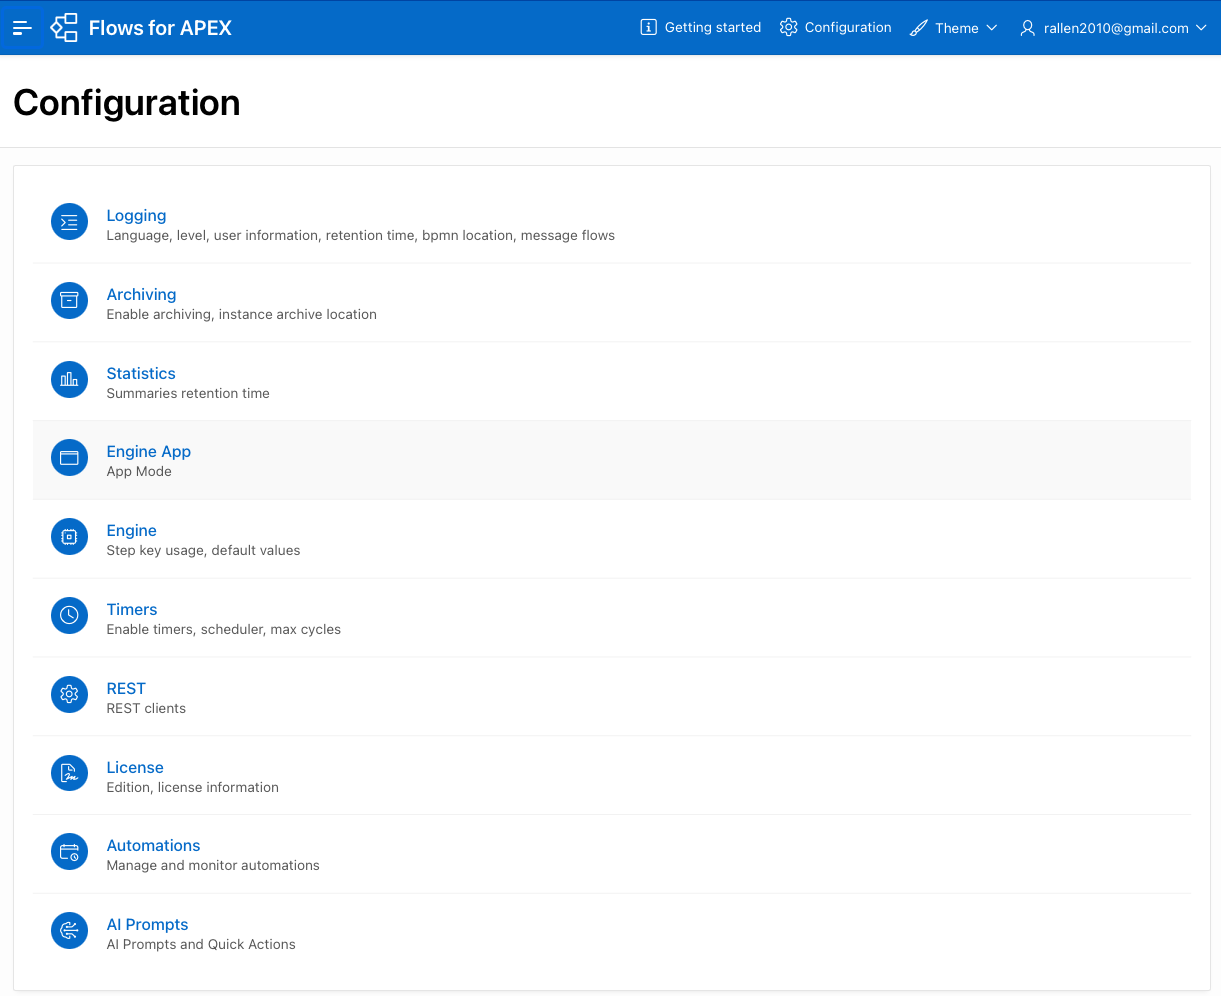 Flows for APEX
Getting started
Configuration
Theme
rallen2010@gmail.com
Configuration
Logging
Language, level, user information, retention time, bpmn location, message flows
Archiving
Enable archiving, instance archive location
Statistics
Summaries retention time
Engine App
App Mode
Engine
Step key usage, default values
Timers
Enable timers, scheduler, max cycles
REST
REST clients
License
Edition, license information
Automations
Manage and monitor automations
AI Prompts
AI Prompts and Quick Actions